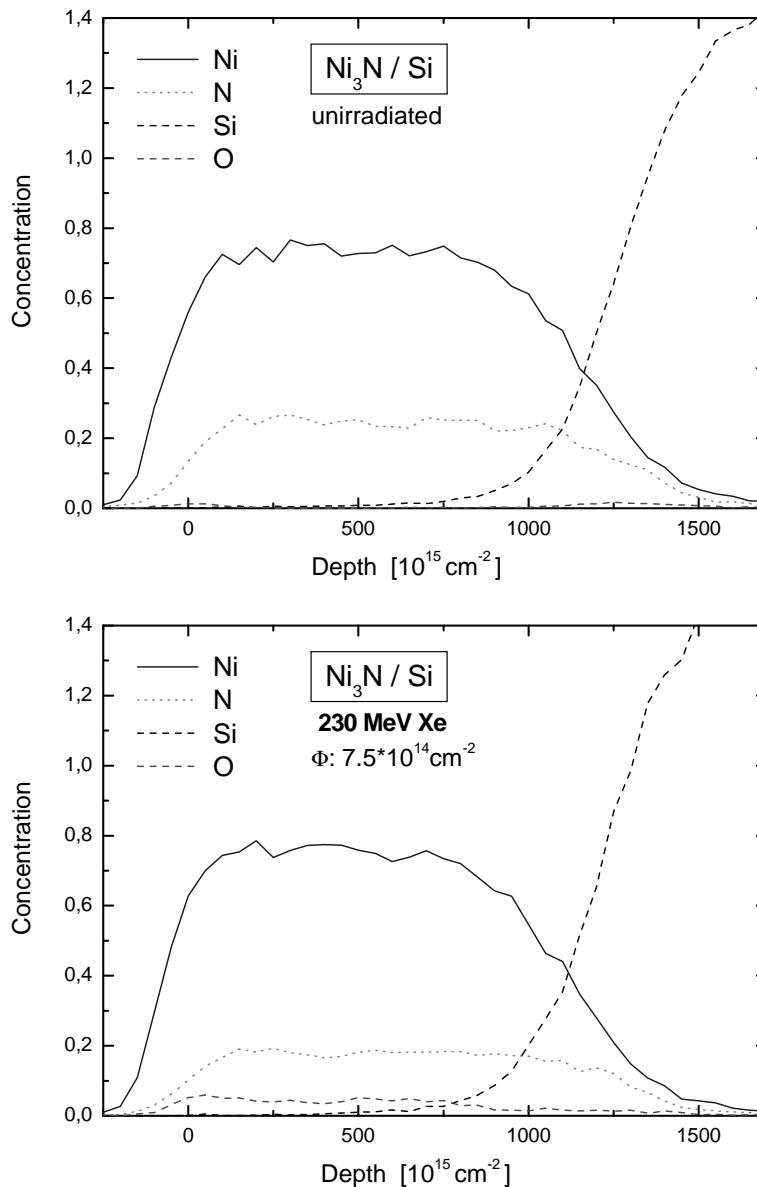 1,4
1,2
1,0
0,8
0,6
0,4
0,2
0,0
Concentration
Ni
N
Si
O
Ni3N / Si
unirradiated
0 500 1000 1500
Depth [10^15 cm^-2]
1,4
1,2
1,0
0,8
0,6
0,4
0,2
0,0
Concentration
Ni
N
Si
O
Ni3N / Si
230 MeV Xe
Φ: 7.5*10^14cm^-2
0 500 1000 1500
Depth [10^15 cm^-2]